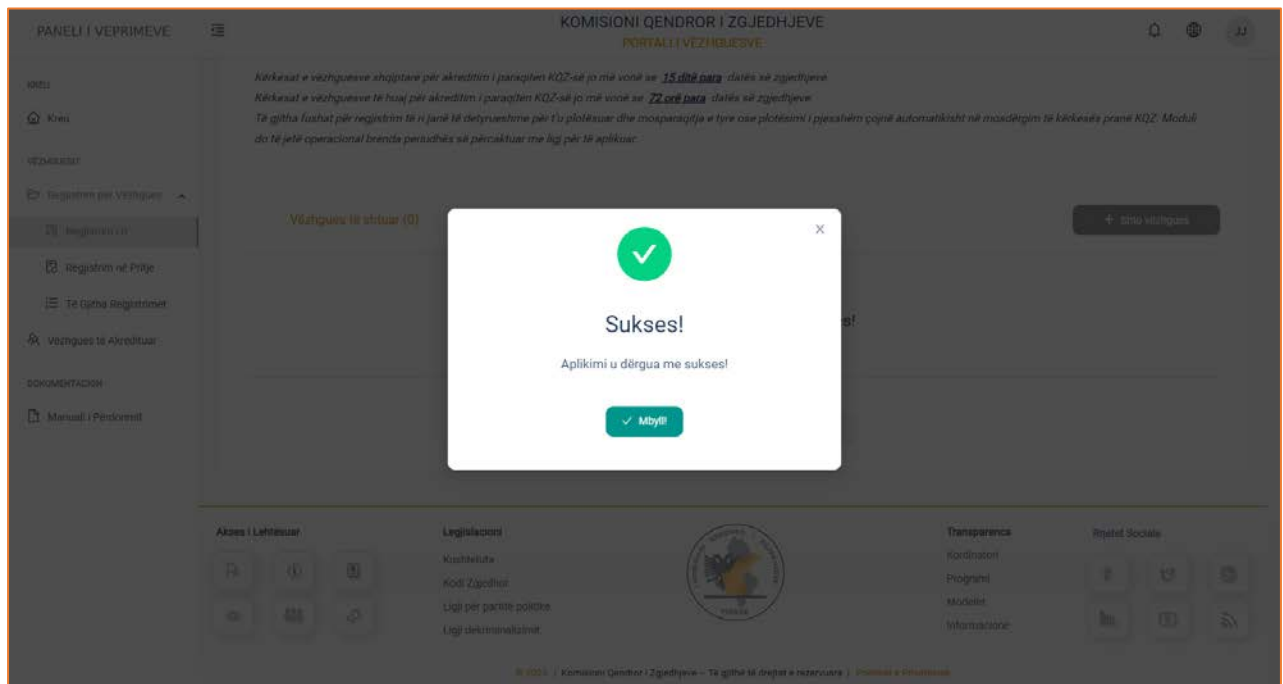 PANELI I VEPRIMEVE
KOMISIONI QENDROR I ZGJEDHJEVE
PORTALI I VËZHGUESVE
JJ
KREU
Kreu
VËZHGUESIT
Regjistrim për Vëzhgues
Regjistrim i ri
Regjistrim në Pritje
Të Gjitha Regjistrimet
Vëzhgues të Akredituar
DOKUMENTACION
Manuali i Përdorimit
Kërkesat e vëzhguesve shqiptarë për akreditim i paraqiten KQZ-së jo më vonë se 15 ditë para datës së zgjedhjeve.
Kërkesat e vëzhguesve të huaj për akreditim i paraqiten KQZ-së jo më vonë se 72 orë para datës së zgjedhjeve.
Të gjitha fushat për regjistrim të ri janë të detyrueshme për t'u plotësuar dhe mosparaqitja e tyre ose plotësimi i pjesshëm çojnë automatikisht në mosdërgim të kërkesës pranë KQZ. Moduli
do të jetë operacional brenda periudhës së përcaktuar me ligj për të aplikuar.
Vëzhgues të shtuar (0)
+ Shto vëzhgues
Sukses!
Aplikimi u dërgua me sukses!
Mbyll!
Akses i Lehtësuar
Legjislacioni
Kushtetuta
Kodi Zgjedhor
Ligji për partitë politike
Ligji dekriminalizimit
Transparenca
Kordinatori
Programi
Modelet
Informacione
Rrjetet Sociale
Komisioni Qendror i Zgjedhjeve – Të gjitha të drejtat e rezervuara